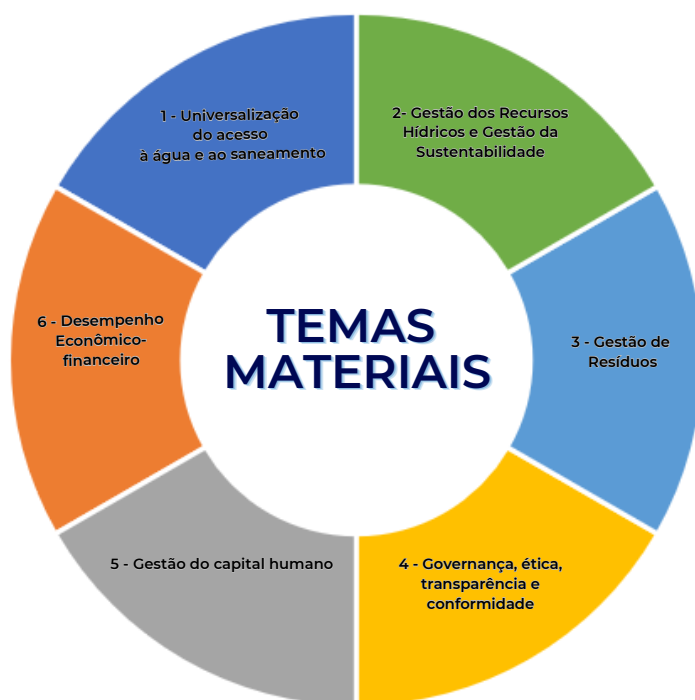 1 - Universalização
do acesso
à água e ao saneamento
2- Gestão dos Recursos
Hídricos e Gestão da
Sustentabilidade
3 - Gestão de
Resíduos
4 - Governança, ética,
transparência e
conformidade
5 - Gestão do capital humano
6 - Desempenho
Econômico-
financeiro
TEMAS
MATERIAIS